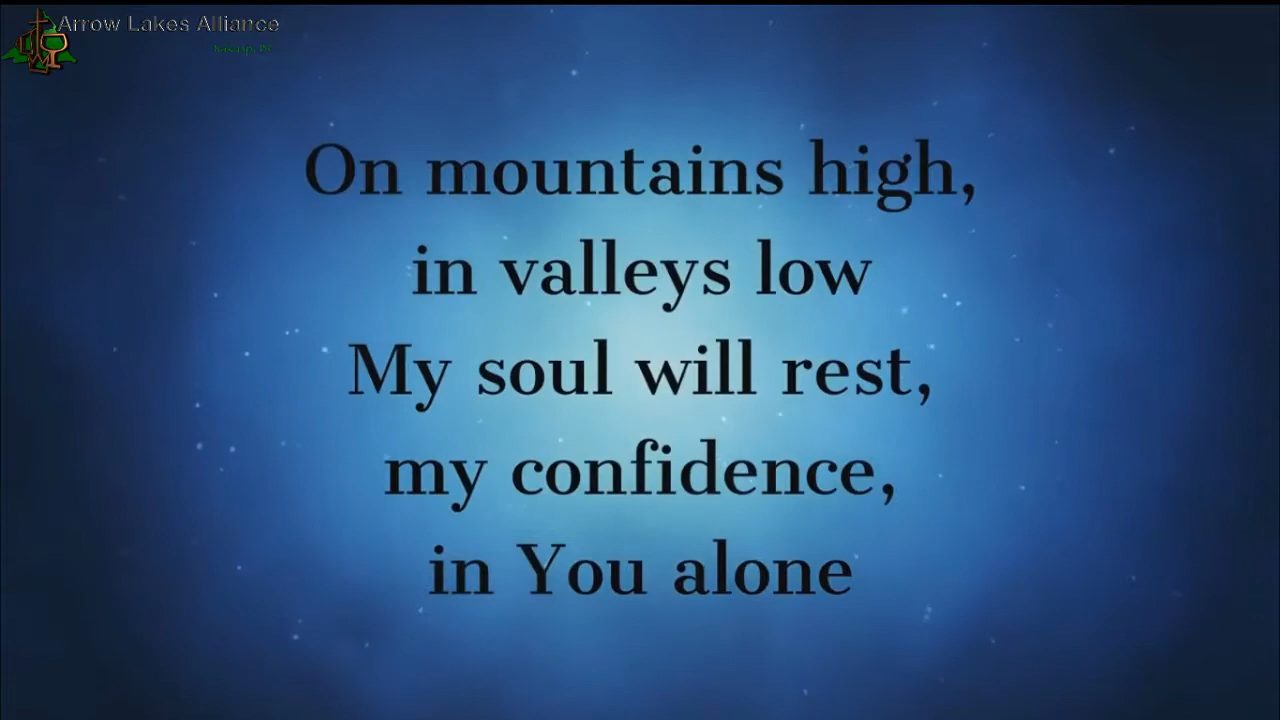 Arrow Lakes Alliance
On mountains high,
in valleys low
My soul will rest,
my confidence,
in You alone